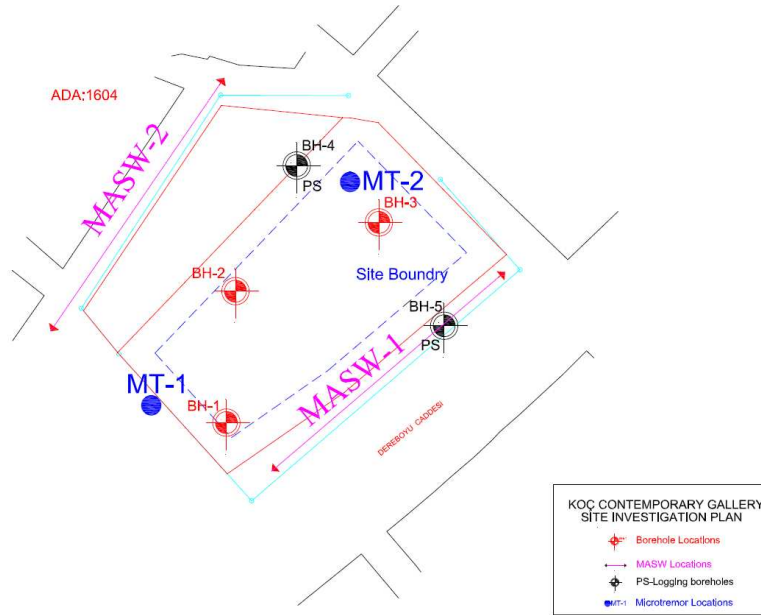 ADA:1604
MASW-2
BH-4
PS
MT-2
BH-3
BH-2
Site Boundry
BH-5
PS
MASW-1
MT-1
BH-1
DEREBOYU CADDESİ
KOÇ CONTEMPORARY GALLERY
SİTE INVESTIGATION PLAN
Borehole Locations
MASW Locations
PS-Logging boreholes
MT-1 Microtremor Locations